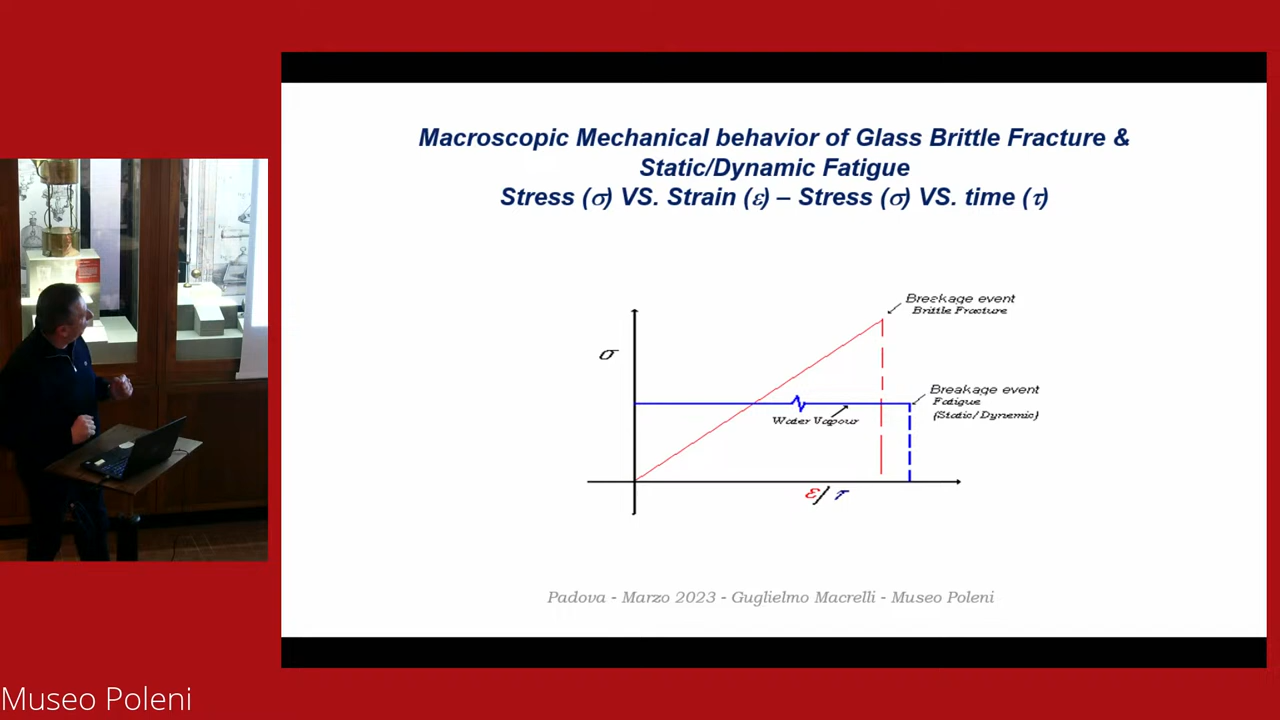 Macroscopic Mechanical behavior of Glass Brittle Fracture &
Static/Dynamic Fatigue
Stress (σ) VS. Strain (ε) – Stress (σ) VS. time (τ)
Breakage event
Brittle Fracture
σ
Breakage event
Fatigue
(Static/Dynemic)
Water Vapour
ε/τ
Padova - Marzo 2023 - Guglielmo Macrelli - Museo Poleni
Museo Poleni